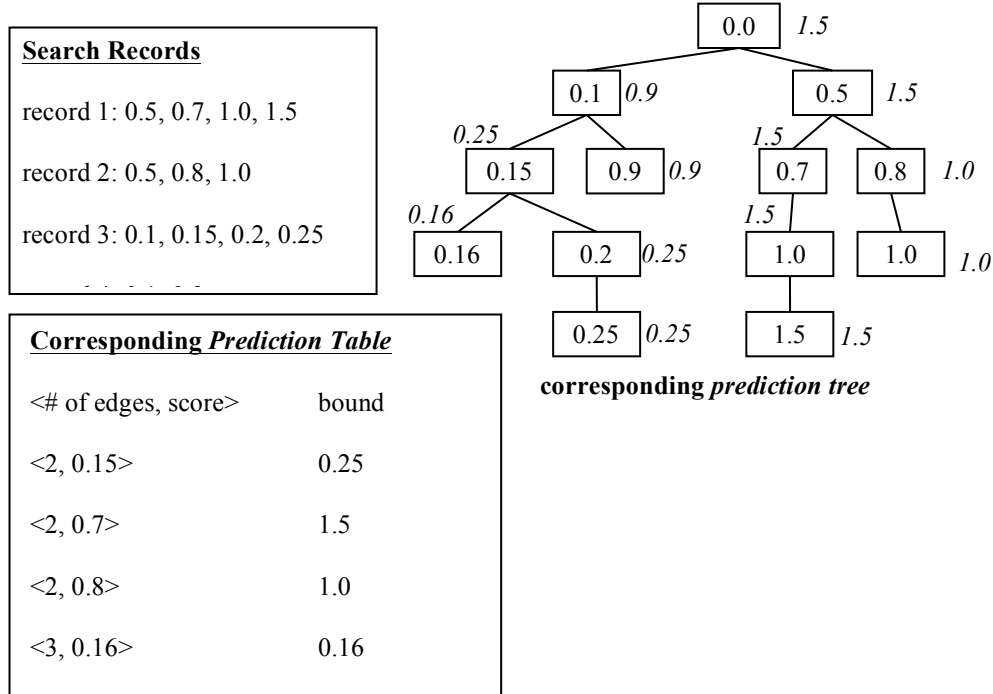 Search Records
record 1: 0.5, 0.7, 1.0, 1.5
record 2: 0.5, 0.8, 1.0
record 3: 0.1, 0.15, 0.2, 0.25
Corresponding Prediction Table
<# of edges, score> bound
<2, 0.15> 0.25
<2, 0.7> 1.5
<2, 0.8> 1.0
<3, 0.16> 0.16
0.0 1.5
0.1 0.9 0.5 1.5
0.25 1.5
0.15 0.9 0.9 0.7 0.8 1.0
0.16 1.5
0.16 0.2 0.25 1.0 1.0 1.0
0.25 0.25 1.5 1.5
corresponding prediction tree